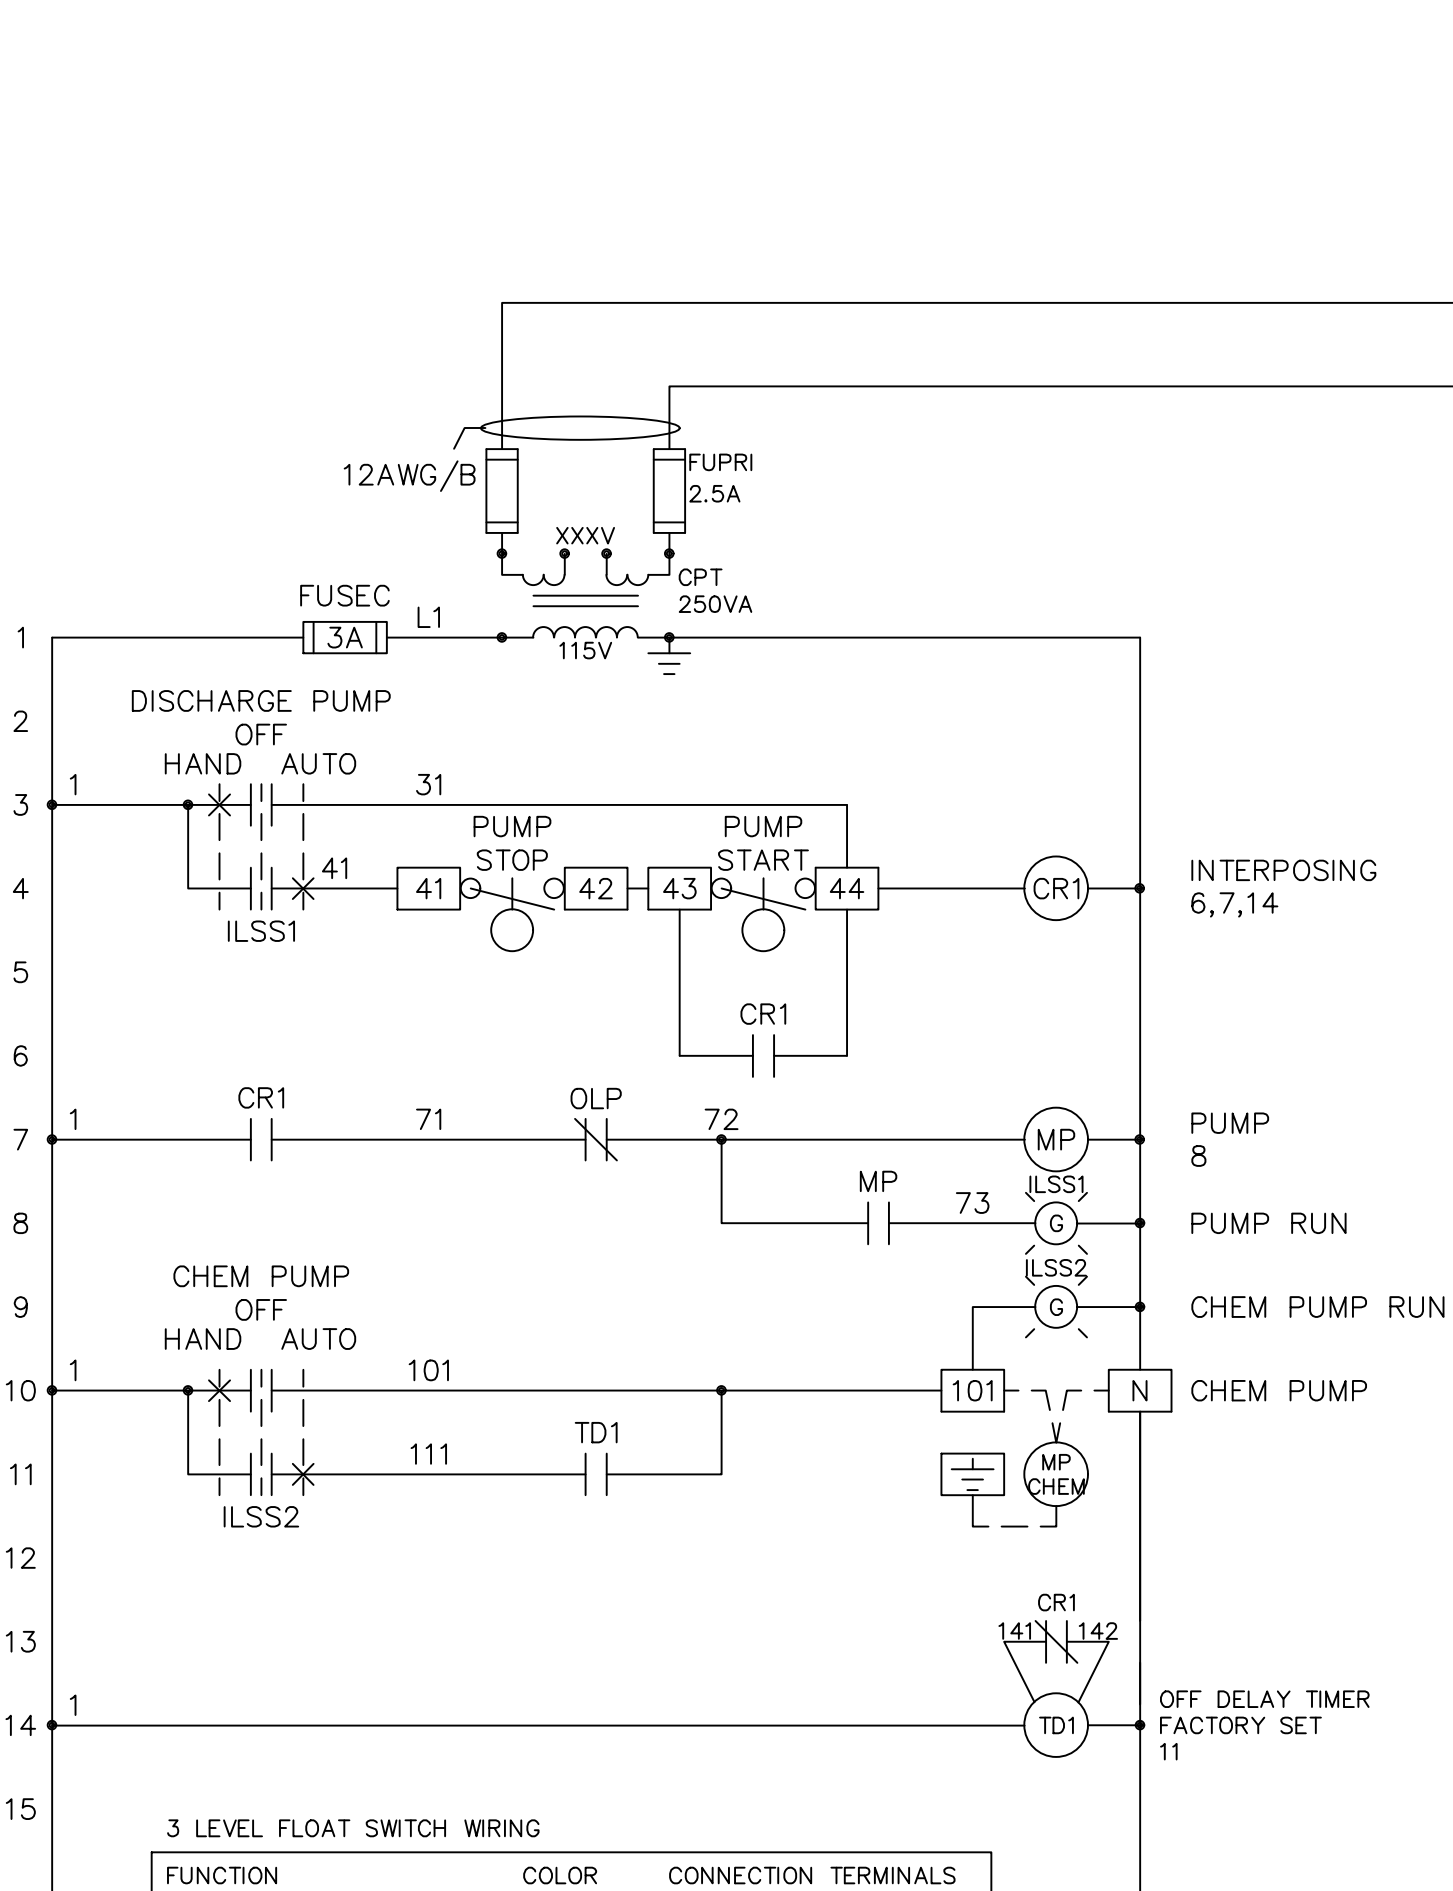 12AWG/B
FUPRI
2.5A
XXXV
CPT
250VA
FUSEC
1
3A
L1
115V
DISCHARGE PUMP
2
OFF
HAND AUTO
3
1
31
PUMP
STOP
PUMP
START
4
41
41
42
43
44
CR1
INTERPOSING
6,7,14
ILSS1
5
CR1
6
7
1
CR1
71
OLP
72
MP
PUMP
8
8
MP
73
ILSS1
G
PUMP RUN
CHEM PUMP
OFF
HAND AUTO
9
ILSS2
G
CHEM PUMP RUN
10
1
101
101
N
CHEM PUMP
11
111
TD1
MP
CHEM
ILSS2
12
13
CR1
141
142
14
1
TD1
OFF DELAY TIMER
FACTORY SET
11
15
3 LEVEL FLOAT SWITCH WIRING
FUNCTION COLOR CONNECTION TERMINALS